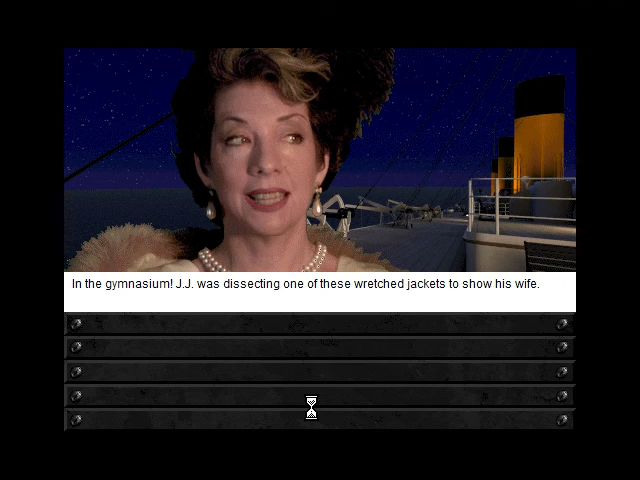 In the gymnasium! J.J. was dissecting one of these wretched jackets to show his wife.